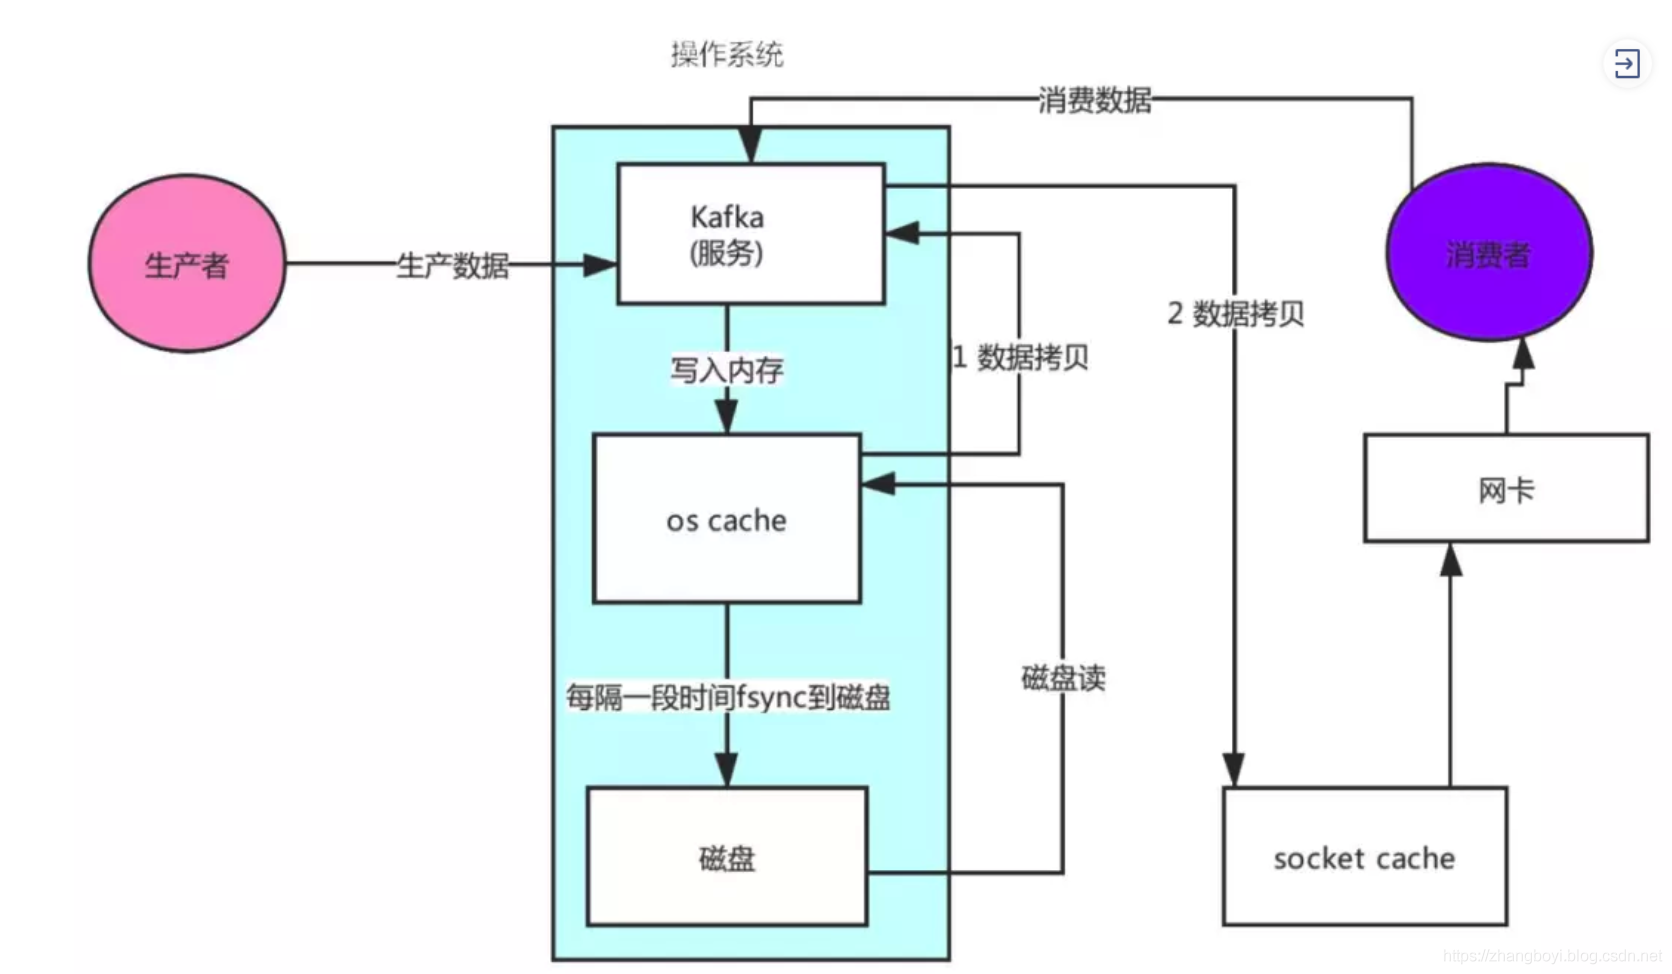 操作系统
消费数据
Kafka
(服务)
生产者
生产数据
消费者
2 数据拷贝
写入内存
1 数据拷贝
网卡
os cache
磁盘读
每隔一段时间fsync到磁盘
磁盘
socket cache
https://zhangboyi.blog.csdn.net